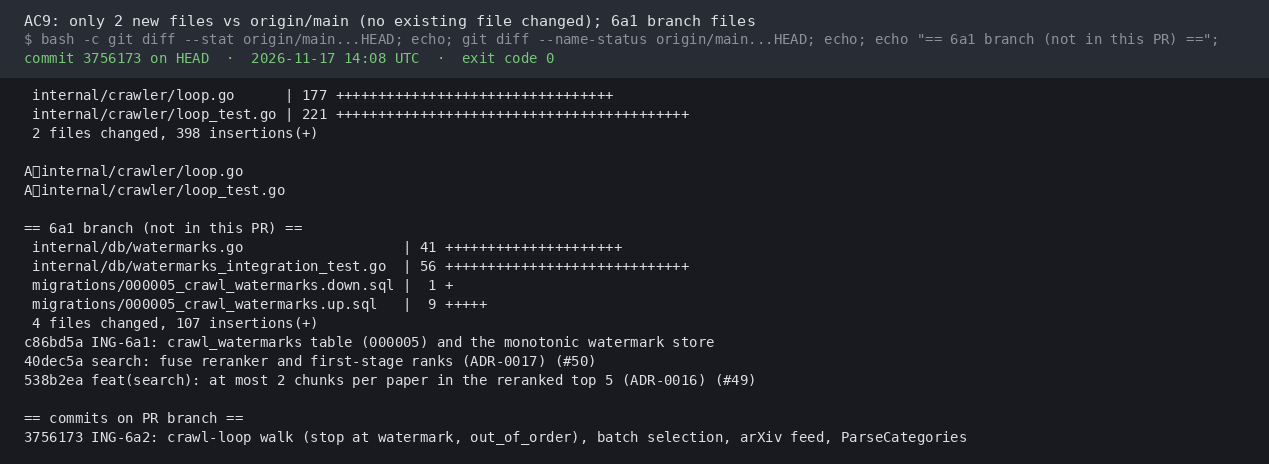 AC9: only 2 new files vs origin/main (no existing file changed); 6a1 branch files
$ bash -c git diff --stat origin/main...HEAD; echo; git diff --name-status origin/main...HEAD; echo; echo "== 6a1 branch (not in this PR) ==";
commit 3756173 on HEAD · 2026-11-17 14:08 UTC · exit code 0
internal/crawler/loop.go | 177 +++++++++++++++++++++++++++++++++
internal/crawler/loop_test.go | 221 ++++++++++++++++++++++++++++++++++++++++++
2 files changed, 398 insertions(+)
A▯internal/crawler/loop.go
A▯internal/crawler/loop_test.go
== 6a1 branch (not in this PR) ==
internal/db/watermarks.go | 41 +++++++++++++++++++++
internal/db/watermarks_integration_test.go | 56 +++++++++++++++++++++++++++++
migrations/000005_crawl_watermarks.down.sql | 1 +
migrations/000005_crawl_watermarks.up.sql | 9 +++++
4 files changed, 107 insertions(+)
c86bd5a ING-6a1: crawl_watermarks table (000005) and the monotonic watermark store
40dec5a search: fuse reranker and first-stage ranks (ADR-0017) (#50)
538b2ea feat(search): at most 2 chunks per paper in the reranked top 5 (ADR-0016) (#49)
== commits on PR branch ==
3756173 ING-6a2: crawl-loop walk (stop at watermark, out_of_order), batch selection, arXiv feed, ParseCategories